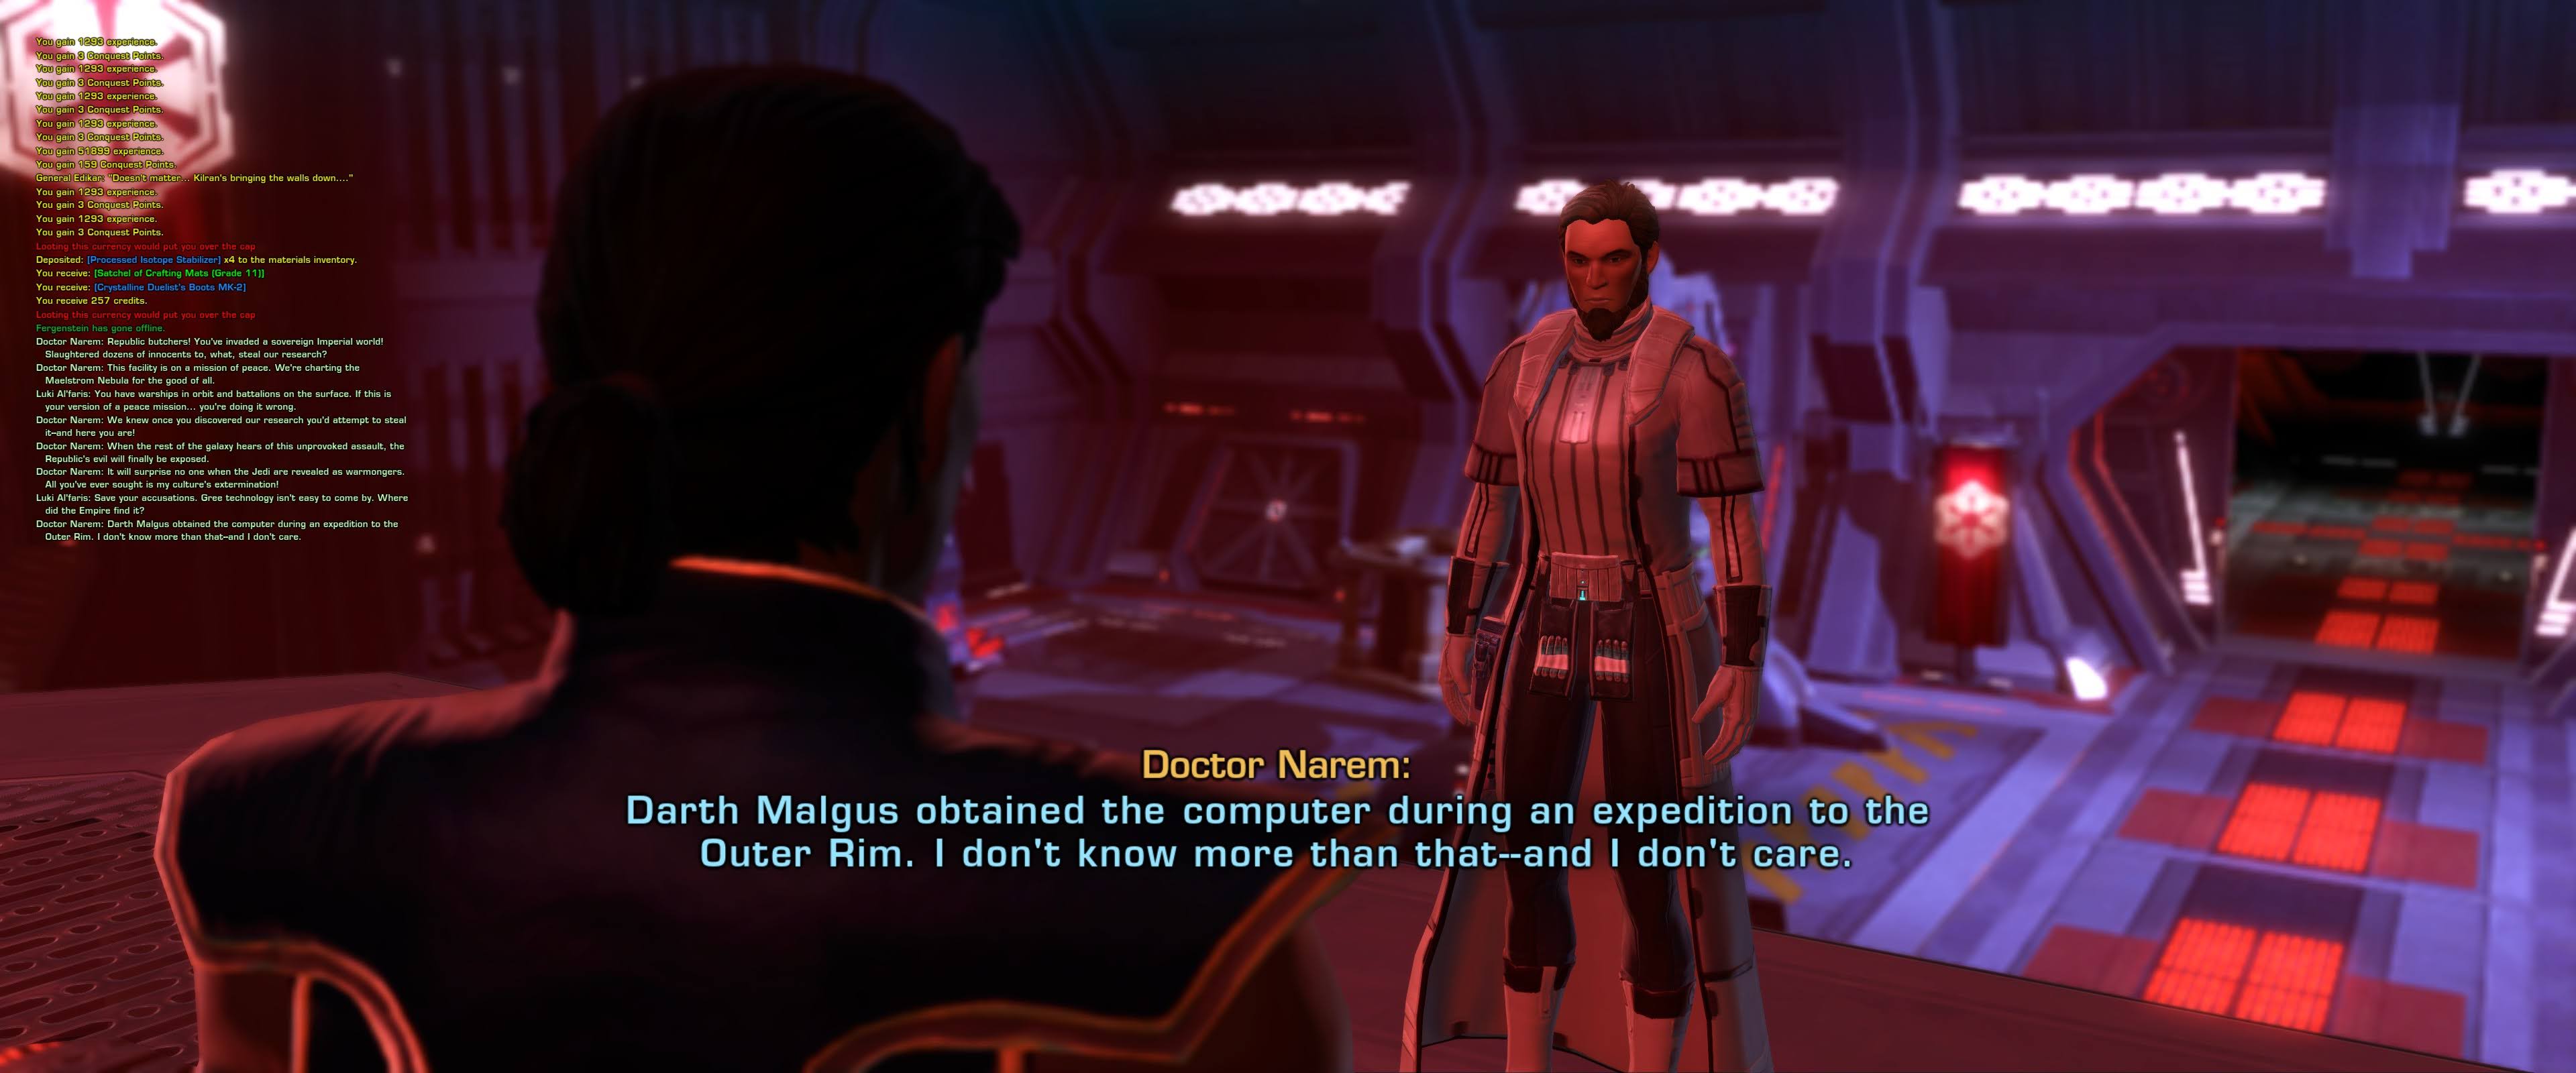 You gain 1293 experience.
You gain 3 Conquest Points.
You gain 1293 experience.
You gain 3 Conquest Points.
You gain 1293 experience.
You gain 3 Conquest Points.
You gain 1293 experience.
You gain 3 Conquest Points.
You gain 51899 experience.
You gain 159 Conquest Points.
General Edikar: "Doesn't matter... Kilran's bringing the walls down...."
You gain 1293 experience.
You gain 3 Conquest Points.
You gain 1293 experience.
You gain 3 Conquest Points.
Looting this currency would put you over the cap
Deposited: [Processed Isotope Stabilizer] x4 to the materials inventory.
You receive: [Satchel of Crafting Mats (Grade 11)]
You receive: [Crystalline Duelist's Boots MK-2]
You receive 257 credits.
Looting this currency would put you over the cap
Fergenstein has gone offline.
Doctor Narem: Republic butchers! You've invaded a sovereign Imperial world!
Slaughtered dozens of innocents to, what, steal our research?
Doctor Narem: This facility is on a mission of peace. We're charting the
Maelstrom Nebula for the good of all.
Luki Al'faris: You have warships in orbit and battalions on the surface. If this is
your version of a peace mission... you're doing it wrong.
Doctor Narem: We knew once you discovered our research you'd attempt to steal
it--and here you are!
Doctor Narem: When the rest of the galaxy hears of this unprovoked assault, the
Republic's evil will finally be exposed.
Doctor Narem: It will surprise no one when the Jedi are revealed as warmongers.
All you've ever sought is my culture's extermination!
Luki Al'faris: Save your accusations. Gree technology isn't easy to come by. Where
did the Empire find it?
Doctor Narem: Darth Malgus obtained the computer during an expedition to the
Outer Rim. I don't know more than that--and I don't care.
Doctor Narem:
Darth Malgus obtained the computer during an expedition to the
Outer Rim. I don't know more than that--and I don't care.